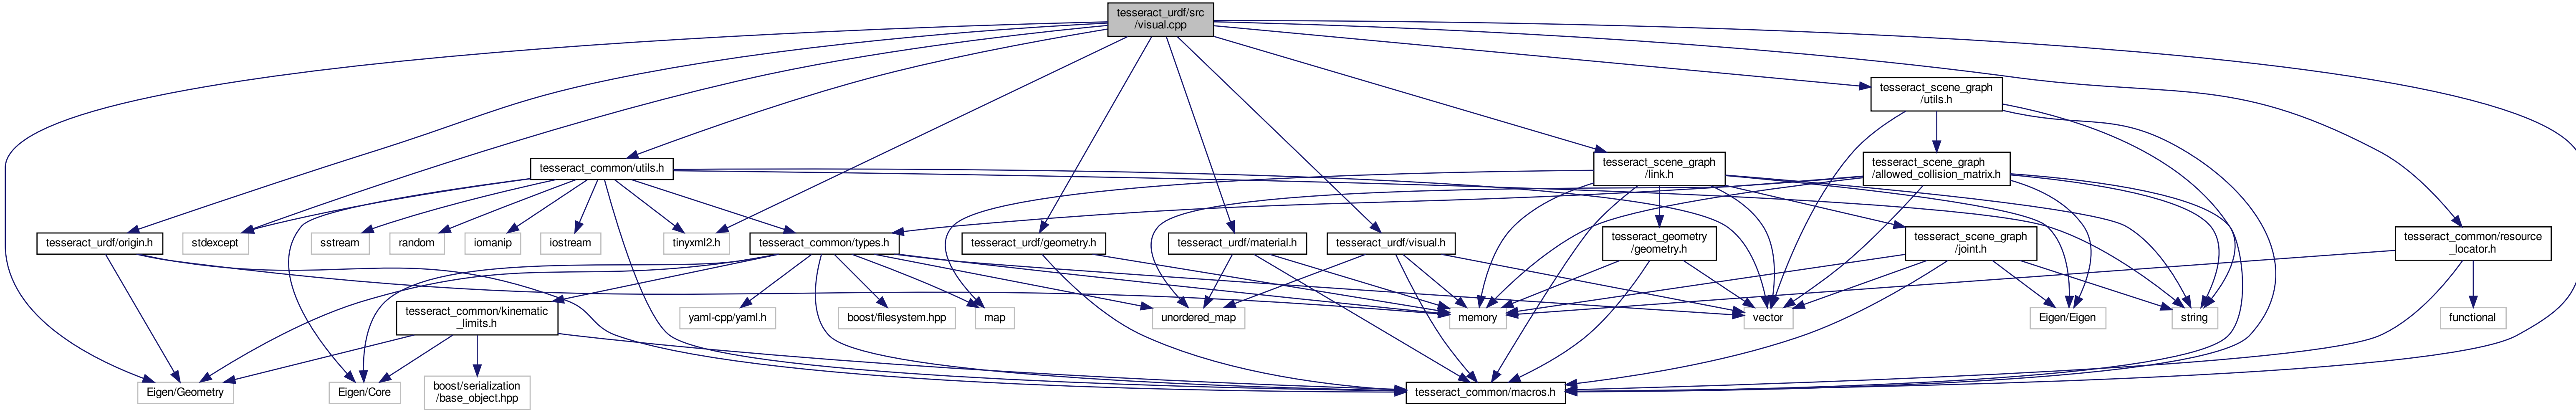 tesseract_urdf/src
/visual.cpp
tesseract_scene_graph
/utils.h
tesseract_common/utils.h
tesseract_scene_graph
/link.h
tesseract_scene_graph
/allowed_collision_matrix.h
tesseract_urdf/origin.h
stdexcept
sstream
random
iomanip
iostream
tinyxml2.h
tesseract_common/types.h
tesseract_urdf/geometry.h
tesseract_urdf/material.h
tesseract_urdf/visual.h
tesseract_geometry
/geometry.h
tesseract_scene_graph
/joint.h
tesseract_common/resource
_locator.h
tesseract_common/kinematic
_limits.h
yaml-cpp/yaml.h
boost/filesystem.hpp
map
unordered_map
memory
vector
Eigen/Eigen
string
functional
Eigen/Geometry
Eigen/Core
boost/serialization
/base_object.hpp
tesseract_common/macros.h